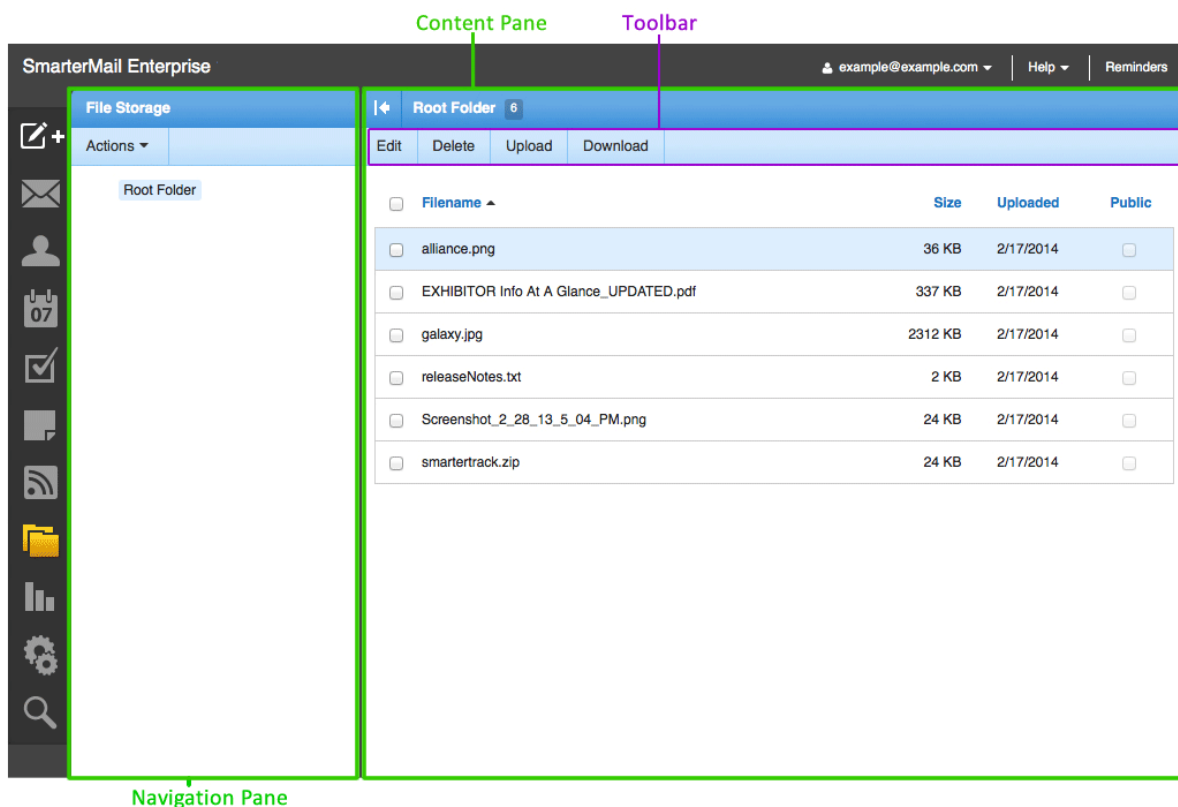 Content Pane Toolbar
SmarterMail Enterprise example@example.com Help Reminders
File Storage Root Folder 6
Actions Edit Delete Upload Download
Root Folder
Filename Size Uploaded Public
alliance.png 36 KB 2/17/2014
EXHIBITOR Info At A Glance_UPDATED.pdf 337 KB 2/17/2014
07
galaxy.jpg 2312 KB 2/17/2014
releaseNotes.txt 2 KB 2/17/2014
Screenshot_2_28_13_5_04_PM.png 24 KB 2/17/2014
smartertrack.zip 24 KB 2/17/2014
Navigation Pane